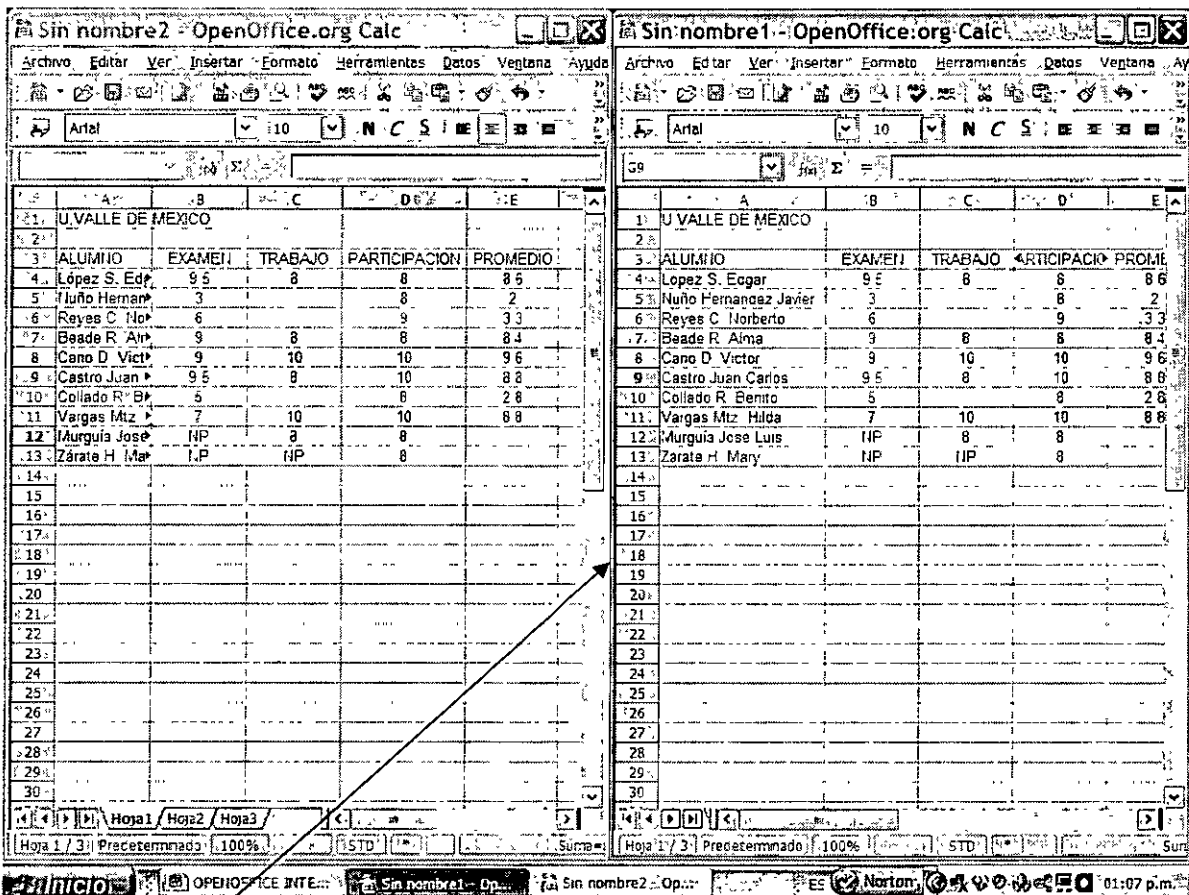 Sin nombre2 - OpenOffice.org Calc
Archivo Editar Ver Insertar Formato Herramientas Datos Ventana Ayuda
Arial 10 N C S
A B C D E
1 U VALLE DE MEXICO
2
3 ALUMNO EXAMEN TRABAJO PARTICIPACION PROMEDIO
4 López S. Ed 9 5 8 8 8 6
5 Nuño Hernan 3 8 2
6 Reyes C No 6 9 3 3
7 Beade R Al 9 8 8 8 4
8 Cano D Vict 9 10 10 9 6
9 Castro Juan 9 5 8 10 8 8
10 Collado R B 5 8 2 8
11 Vargas Mtz 7 10 10 8 8
12 Murguía José NP 8 8
13 Zárate H Ma NP NP 8
14
15
16
17
18
19
20
21
22
23
24
25
26
27
28
29
30
Hoja1 Hoja2 Hoja3
Hoja 1 / 3 Predeterminado 100% STD Suma=
Sin nombre1 - OpenOffice.org Calc
Archivo Editar Ver Insertar Formato Herramientas Datos Ventana Ay
Arial 10 N C S
G9 f(x) Σ =
A B C D E
1 U VALLE DE MEXICO
2
3 ALUMNO EXAMEN TRABAJO ARTICIPACIO PROME
4 Lopez S. Edgar 9 5 8 8 8 6
5 Nuño Hernandez Javier 3 8 2
6 Reyes C Norberto 6 9 3 3
7 Beade R Alma 9 8 8 8 4
8 Cano D Victor 9 10 10 9 6
9 Castro Juan Carlos 9 5 8 10 8 8
10 Collado R Benito 5 8 2 8
11 Vargas Mtz Hilda 7 10 10 8 8
12 Murguia Jose Luis NP 8 8
13 Zarate H Mary NP NP 8
14
15
16
17
18
19
20
21
22
23
24
25
26
27
28
29
30
Hoja 1 / 3 Predeterminado 100% STD Sum
Inicio OPENOFFICE INTE... Sin nombre1 - Op... Sin nombre2 - Op... ES Norton 01:07 p.m.